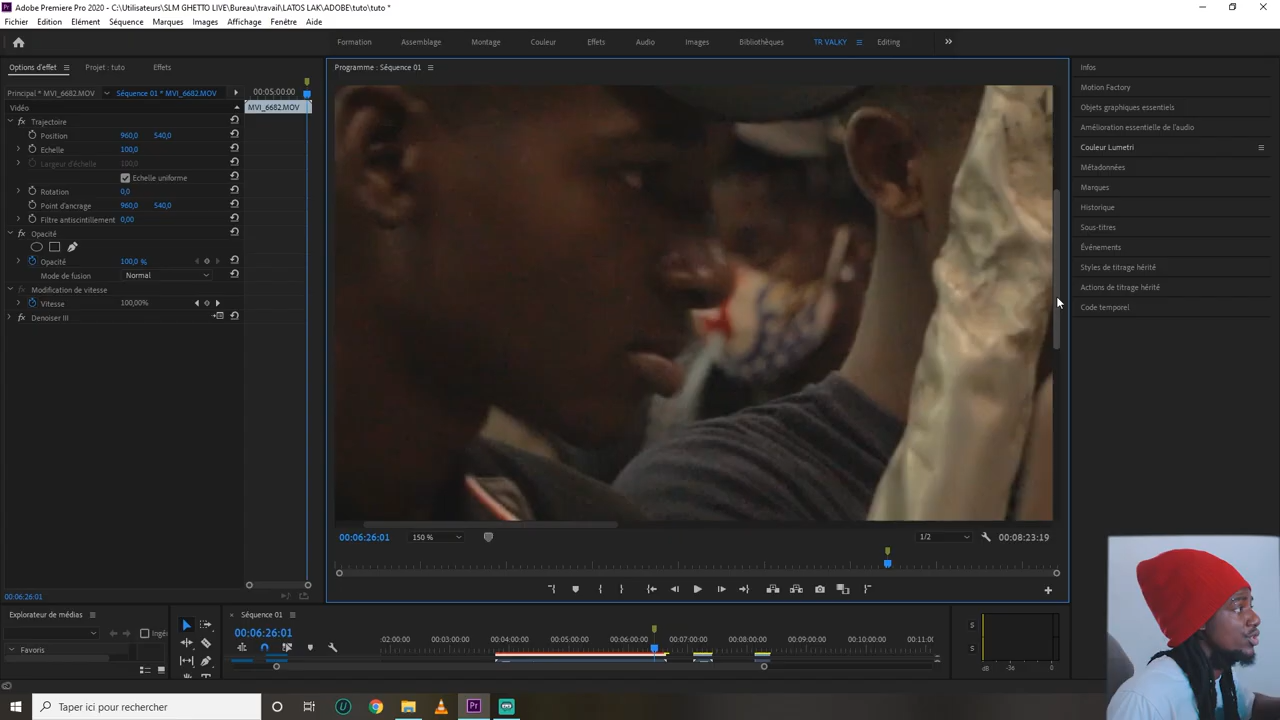 Adobe Premiere Pro 2020 - C:\Utilisateurs\SLM GHETTO LIVE\Bureau\travail\LATOS LAK\ADOBE\tuto\tuto *
Fichier Edition Elément Séquence Marques Images Affichage Fenêtre Aide
Formation Assemblage Montage Couleur Effets Audio Images Bibliothèques TR VALKY Editing
Options d'effet Projet : tuto Effets
Programme : Séquence 01
Principal * MVI_6682.MOV Séquence 01 * MVI_6682.MOV
00:05:00:00
Vidéo
MVI_6682.MOV
Trajectoire
Position 960,0 540,0
Echelle 100,0
Largeur d'échelle 100,0
Echelle uniforme
Rotation 0,0
Point d'ancrage 960,0 540,0
Filtre antiscintillement 0,00
Opacité
Opacité 100,0 %
Mode de fusion Normal
Modification de vitesse
Vitesse 100,00%
Denoiser III
Infos
Motion Factory
Objets graphiques essentiels
Amélioration essentielle de l'audio
Couleur Lumetri
Métadonnées
Marques
Historique
Sous-titres
Événements
Styles de titrage hérité
Actions de titrage hérité
Code temporel
00:06:26:01 150 % 1/2 00:08:23:19
00:06:26:01
Explorateur de médias
Ingé
Favoris
Séquence 01
00:06:26:01
:02:00:00 00:03:00:00 00:04:00:00 00:05:00:00 00:06:00:00 00:07:00:00 00:08:00:00 00:09:00:00 00:10:00:00 00:11:0
S
S
dB -36 0
Taper ici pour rechercher